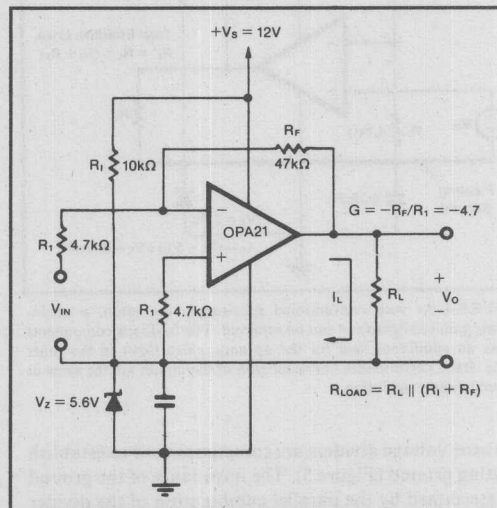 +VS = 12V
RF
47kΩ
RI
10kΩ
G = −RF/R1 = −4.7
OPA21
−
+
R1
4.7kΩ
R1
4.7kΩ
VIN
IL
RL
+
VO
−
VZ = 5.6V
RLOAD = RL || (RI + RF)